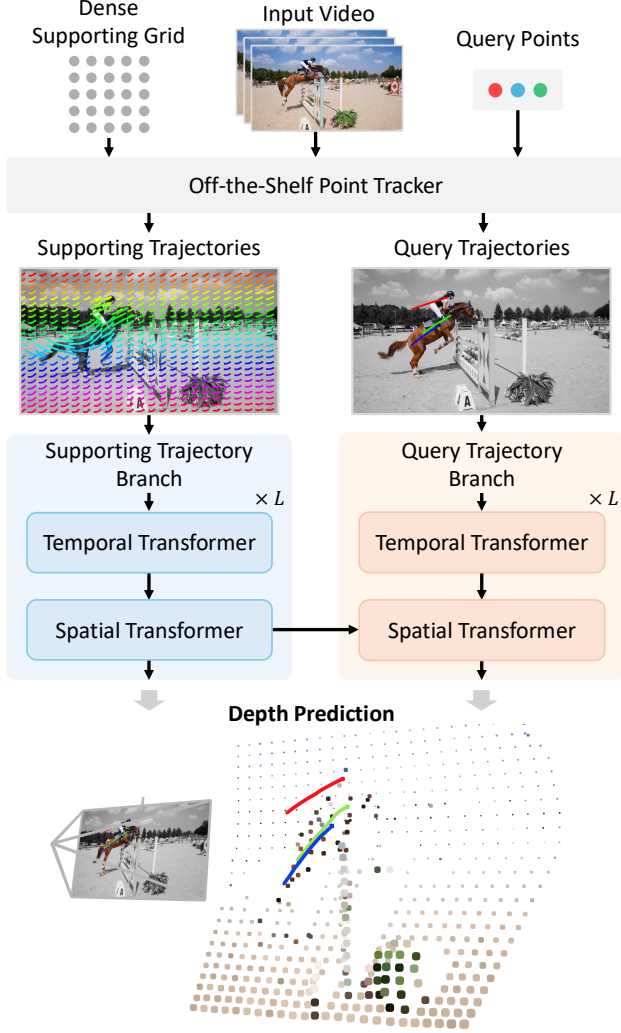 Dense
Supporting Grid
Input Video
Query Points
Off-the-Shelf Point Tracker
Supporting Trajectories
Query Trajectories
A
A
Supporting Trajectory
Branch
× L
Query Trajectory
Branch
× L
Temporal Transformer
Temporal Transformer
Spatial Transformer
Spatial Transformer
Depth Prediction